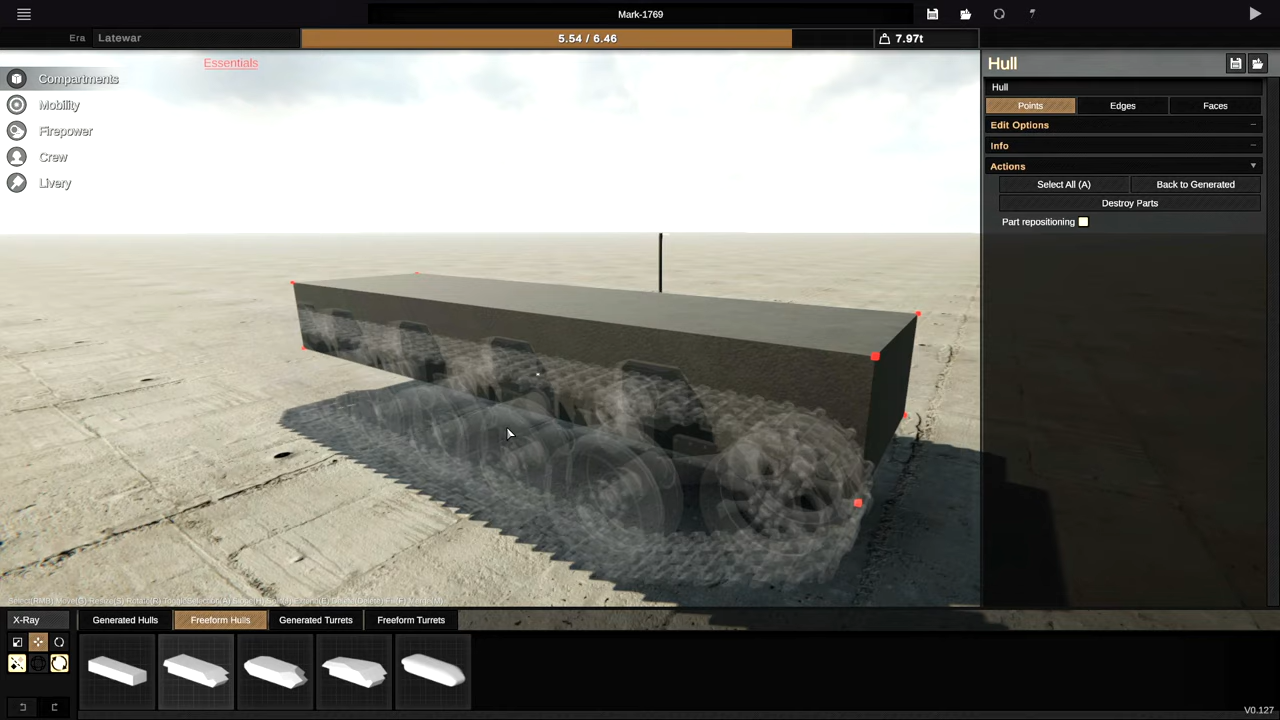 Mark-1769
Era
Latewar
5.54 / 6.46
7.97t
Essentials
Compartments
Mobility
Firepower
Crew
Livery
Hull
Hull
Points
Edges
Faces
Edit Options
Info
Actions
Select All (A)
Back to Generated
Destroy Parts
Part repositioning
X-Ray
Generated Hulls
Freeform Hulls
Generated Turrets
Freeform Turrets
V0.127